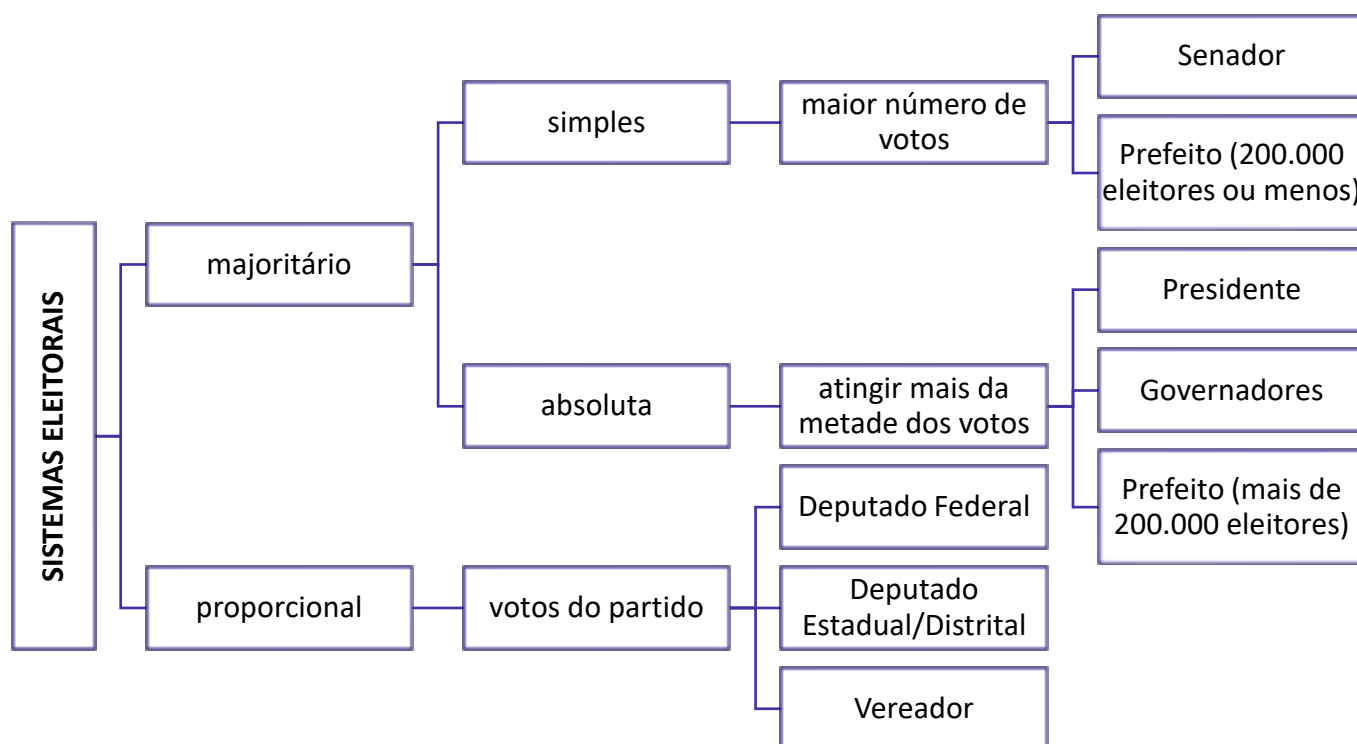 SISTEMAS ELEITORAIS
majoritário
simples
maior número de
votos
Senador
Prefeito (200.000
eleitores ou menos)
absoluta
atingir mais da
metade dos votos
Presidente
Governadores
Prefeito (mais de
200.000 eleitores)
proporcional
votos do partido
Deputado Federal
Deputado
Estadual/Distrital
Vereador